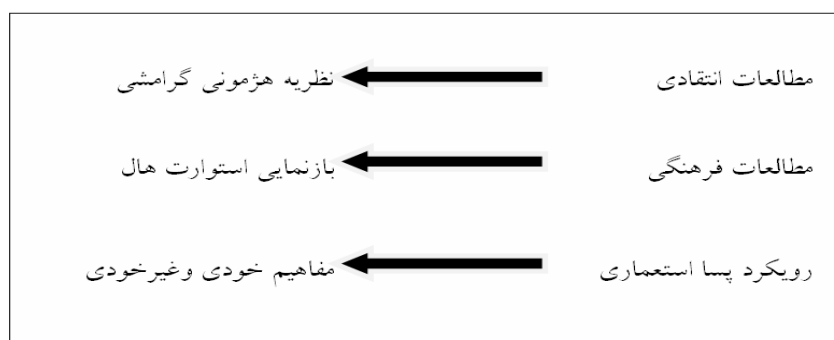 مطالعات انتقادی نظریه هژمونی گرامشی
مطالعات فرهنگی بازنمایی استوارت هال
رویکرد پسا استعماری مفاهیم خودی وغیرخودی